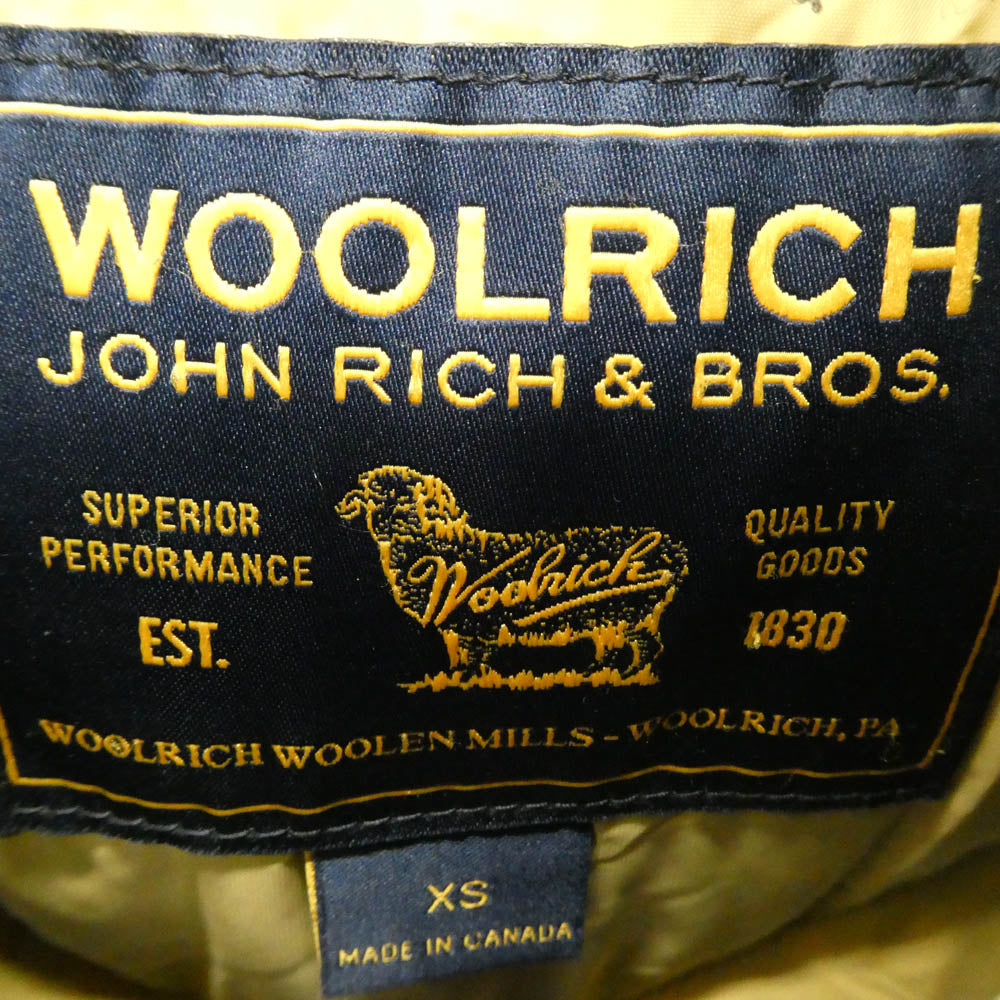 WOOLRICH
JOHN RICH & BROS.
SUPERIOR
PERFORMANCE
EST.
Woolrich
QUALITY
GOODS
1830
WOOLRICH WOOLEN MILLS - WOOLRICH, PA
XS
MADE IN CANADA